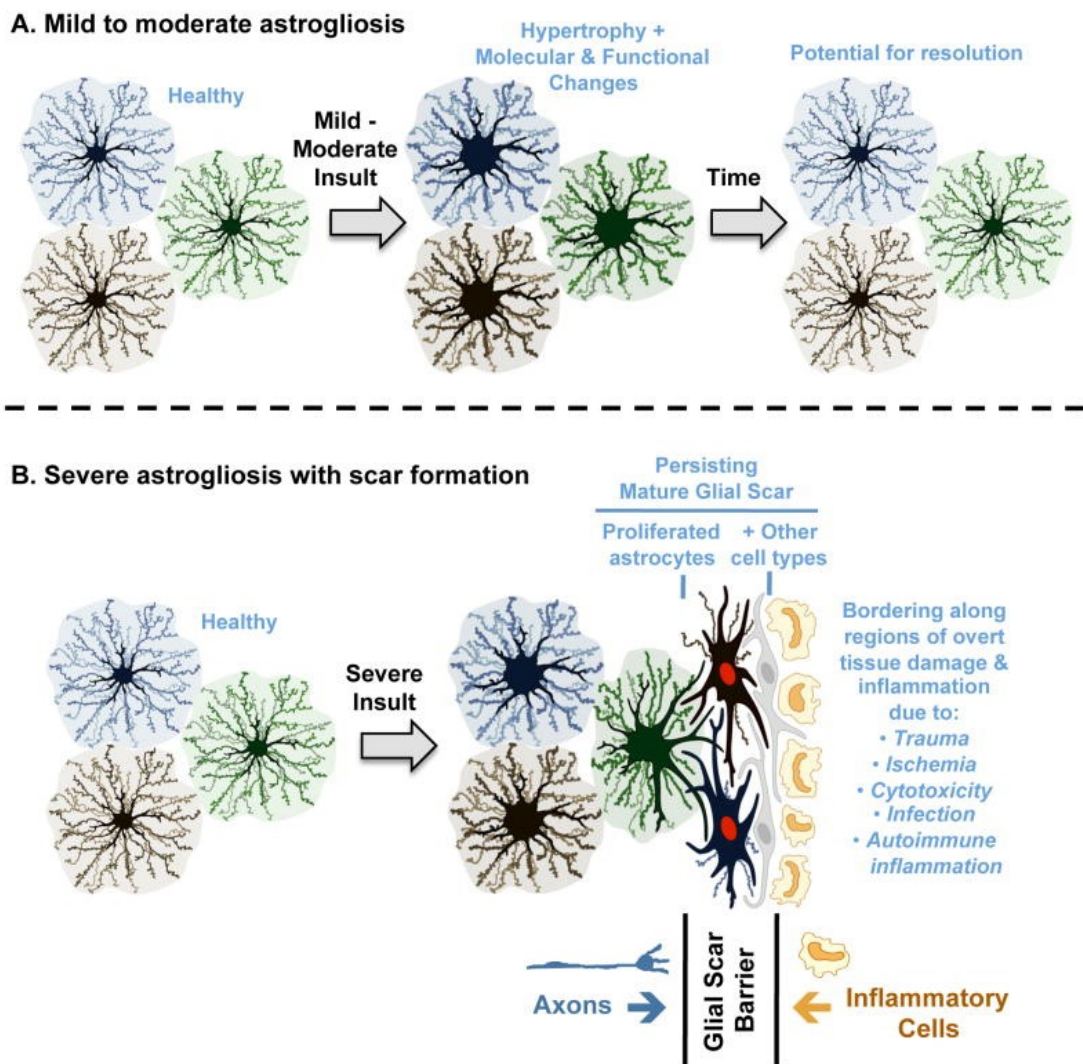 A. Mild to moderate astrogliosis
Healthy
Mild -
Moderate
Insult
Hypertrophy +
Molecular & Functional
Changes
Time
Potential for resolution
B. Severe astrogliosis with scar formation
Healthy
Severe
Insult
Persisting
Mature Glial Scar
Proliferated
astrocytes
+ Other
cell types
Bordering along
regions of overt
tissue damage &
inflammation
due to:
• Trauma
• Ischemia
• Cytotoxicity
• Infection
• Autoimmune
inflammation
Axons
Glial Scar
Barrier
Inflammatory
Cells